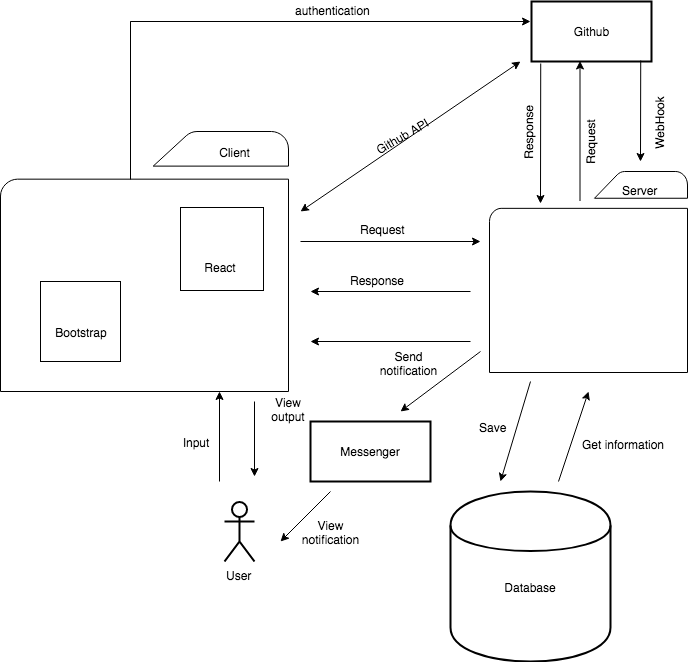 authentication
Github
Github API
Response
Request
WebHook
Client
Server
React
Request
Bootstrap
Response
Send
notification
View
output
Input
Messenger
Save
Get information
View
notification
User
Database